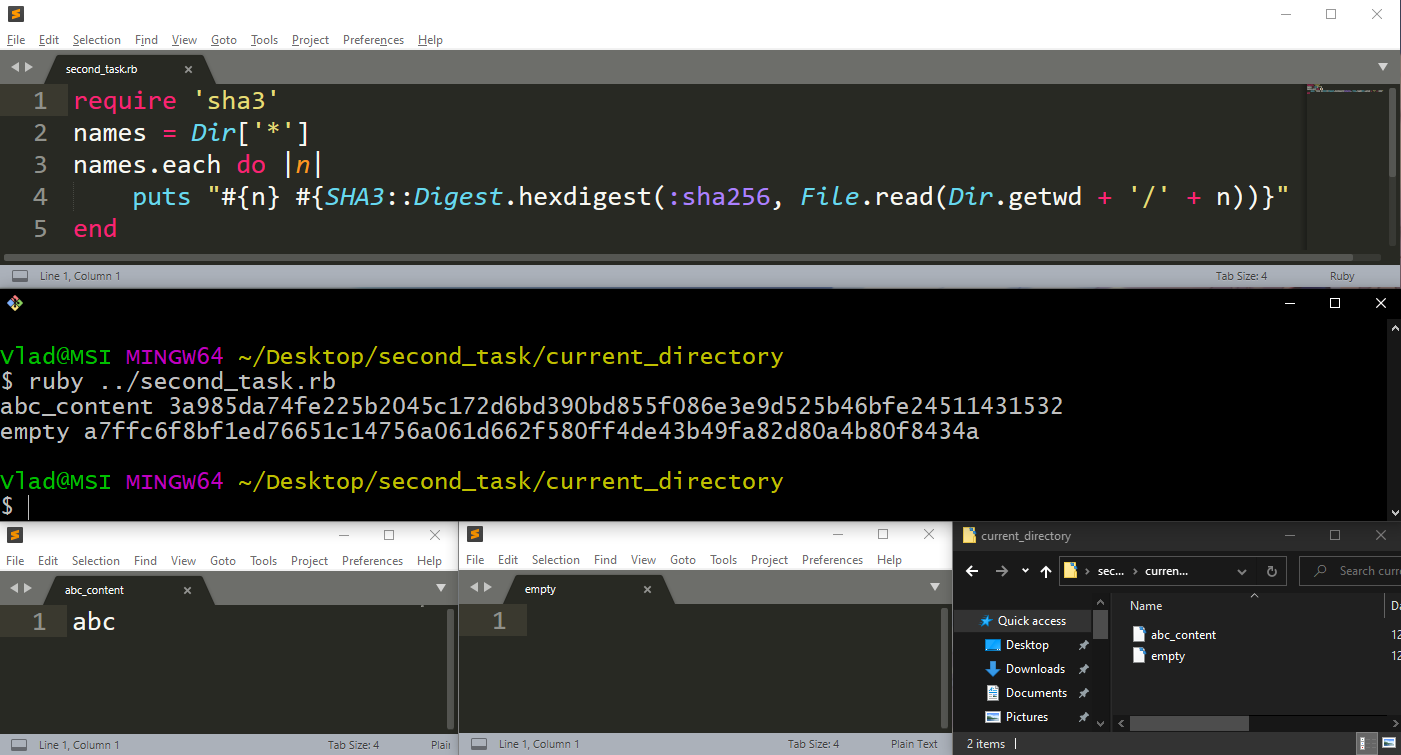 File Edit Selection Find View Goto Tools Project Preferences Help
second_task.rb
1 require 'sha3'
2 names = Dir['*']
3 names.each do |n|
4     puts "#{n} #{SHA3::Digest.hexdigest(:sha256, File.read(Dir.getwd + '/' + n))}"
5 end
Line 1, Column 1 Tab Size: 4 Ruby
Vlad@MSI MINGW64 ~/Desktop/second_task/current_directory
$ ruby ../second_task.rb
abc_content 3a985da74fe225b2045c172d6bd390bd855f086e3e9d525b46bfe24511431532
empty a7ffc6f8bf1ed76651c14756a061d662f580ff4de43b49fa82d80a4b80f8434a
Vlad@MSI MINGW64 ~/Desktop/second_task/current_directory
$
File Edit Selection Find View Goto Tools Project Preferences Help
abc_content
1 abc
Line 1, Column 1 Tab Size: 4 Plai
File Edit Selection Find View Goto Tools Project Preferences Help
empty
1
Line 1, Column 1 Tab Size: 4 Plain Text
current_directory
sec... curren... Search curre
Name Da
Quick access
Desktop
Downloads
Documents
Pictures
abc_content 12
empty 12
2 items